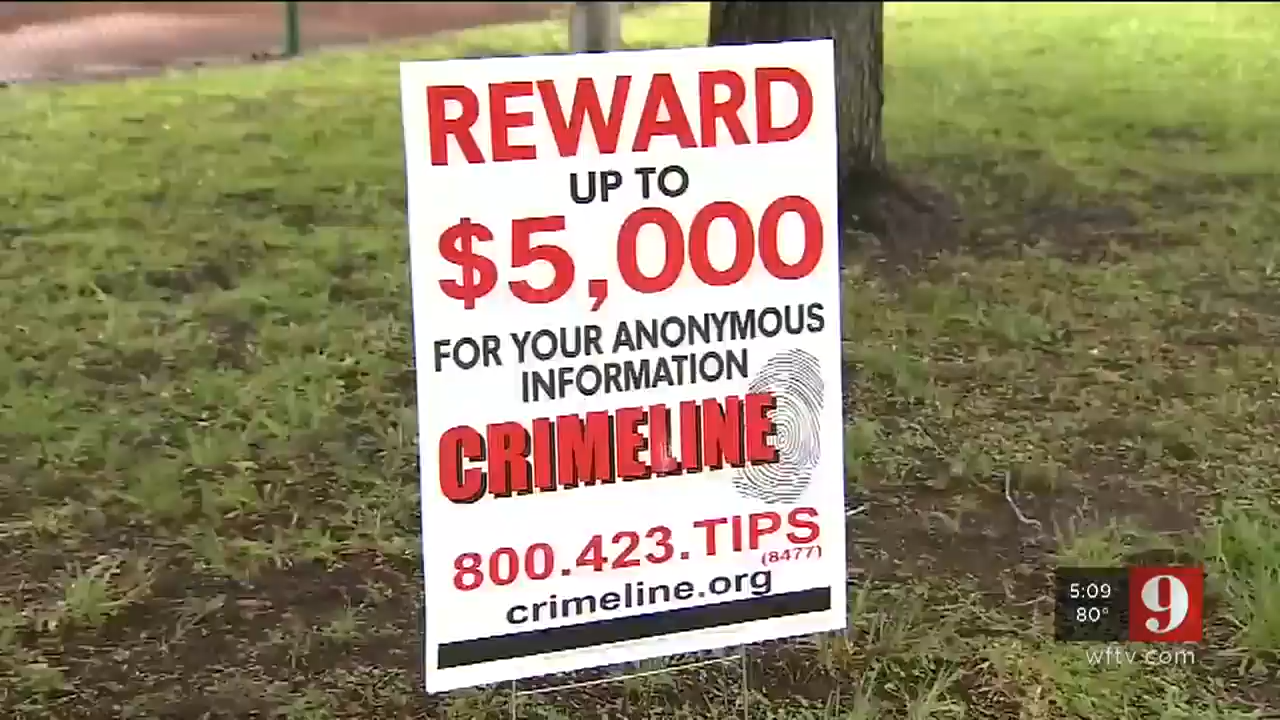 REWARD
UP TO
$5,000
FOR YOUR ANONYMOUS
INFORMATION
CRIMELINE
800.423.TIPS
(8477)
crimeline.org
5:09
80°
9
wftv.com